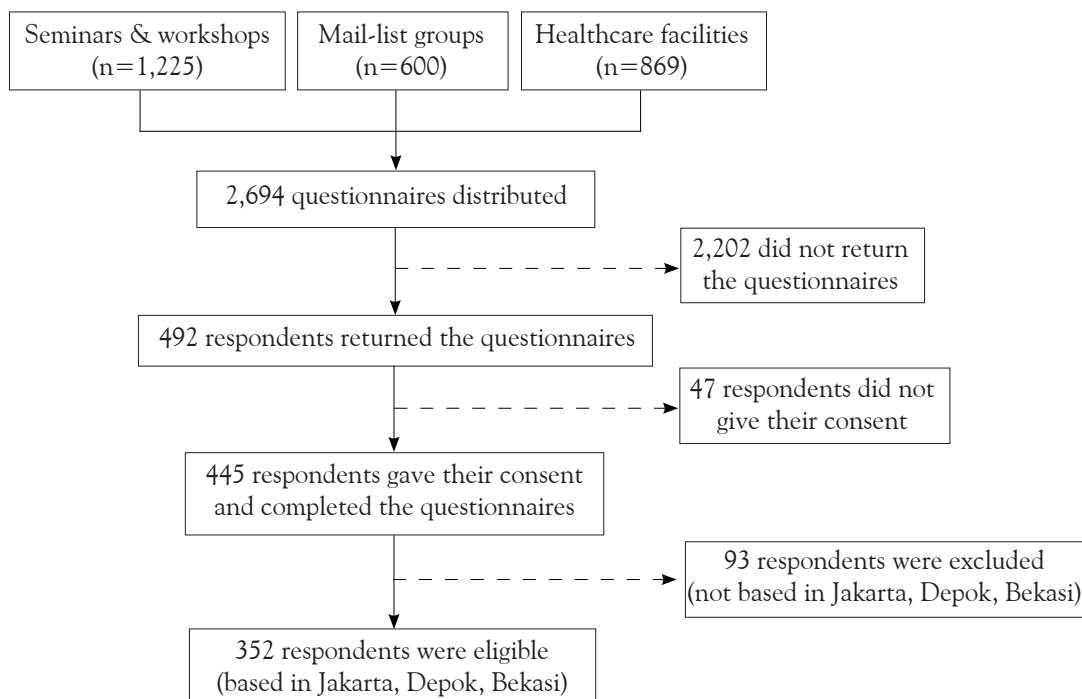 Seminars & workshops
(n=1,225)
Mail-list groups
(n=600)
Healthcare facilities
(n=869)
2,694 questionnaires distributed
2,202 did not return
the questionnaires
492 respondents returned the questionnaires
47 respondents did not
give their consent
445 respondents gave their consent
and completed the questionnaires
93 respondents were excluded
(not based in Jakarta, Depok, Bekasi)
352 respondents were eligible
(based in Jakarta, Depok, Bekasi)